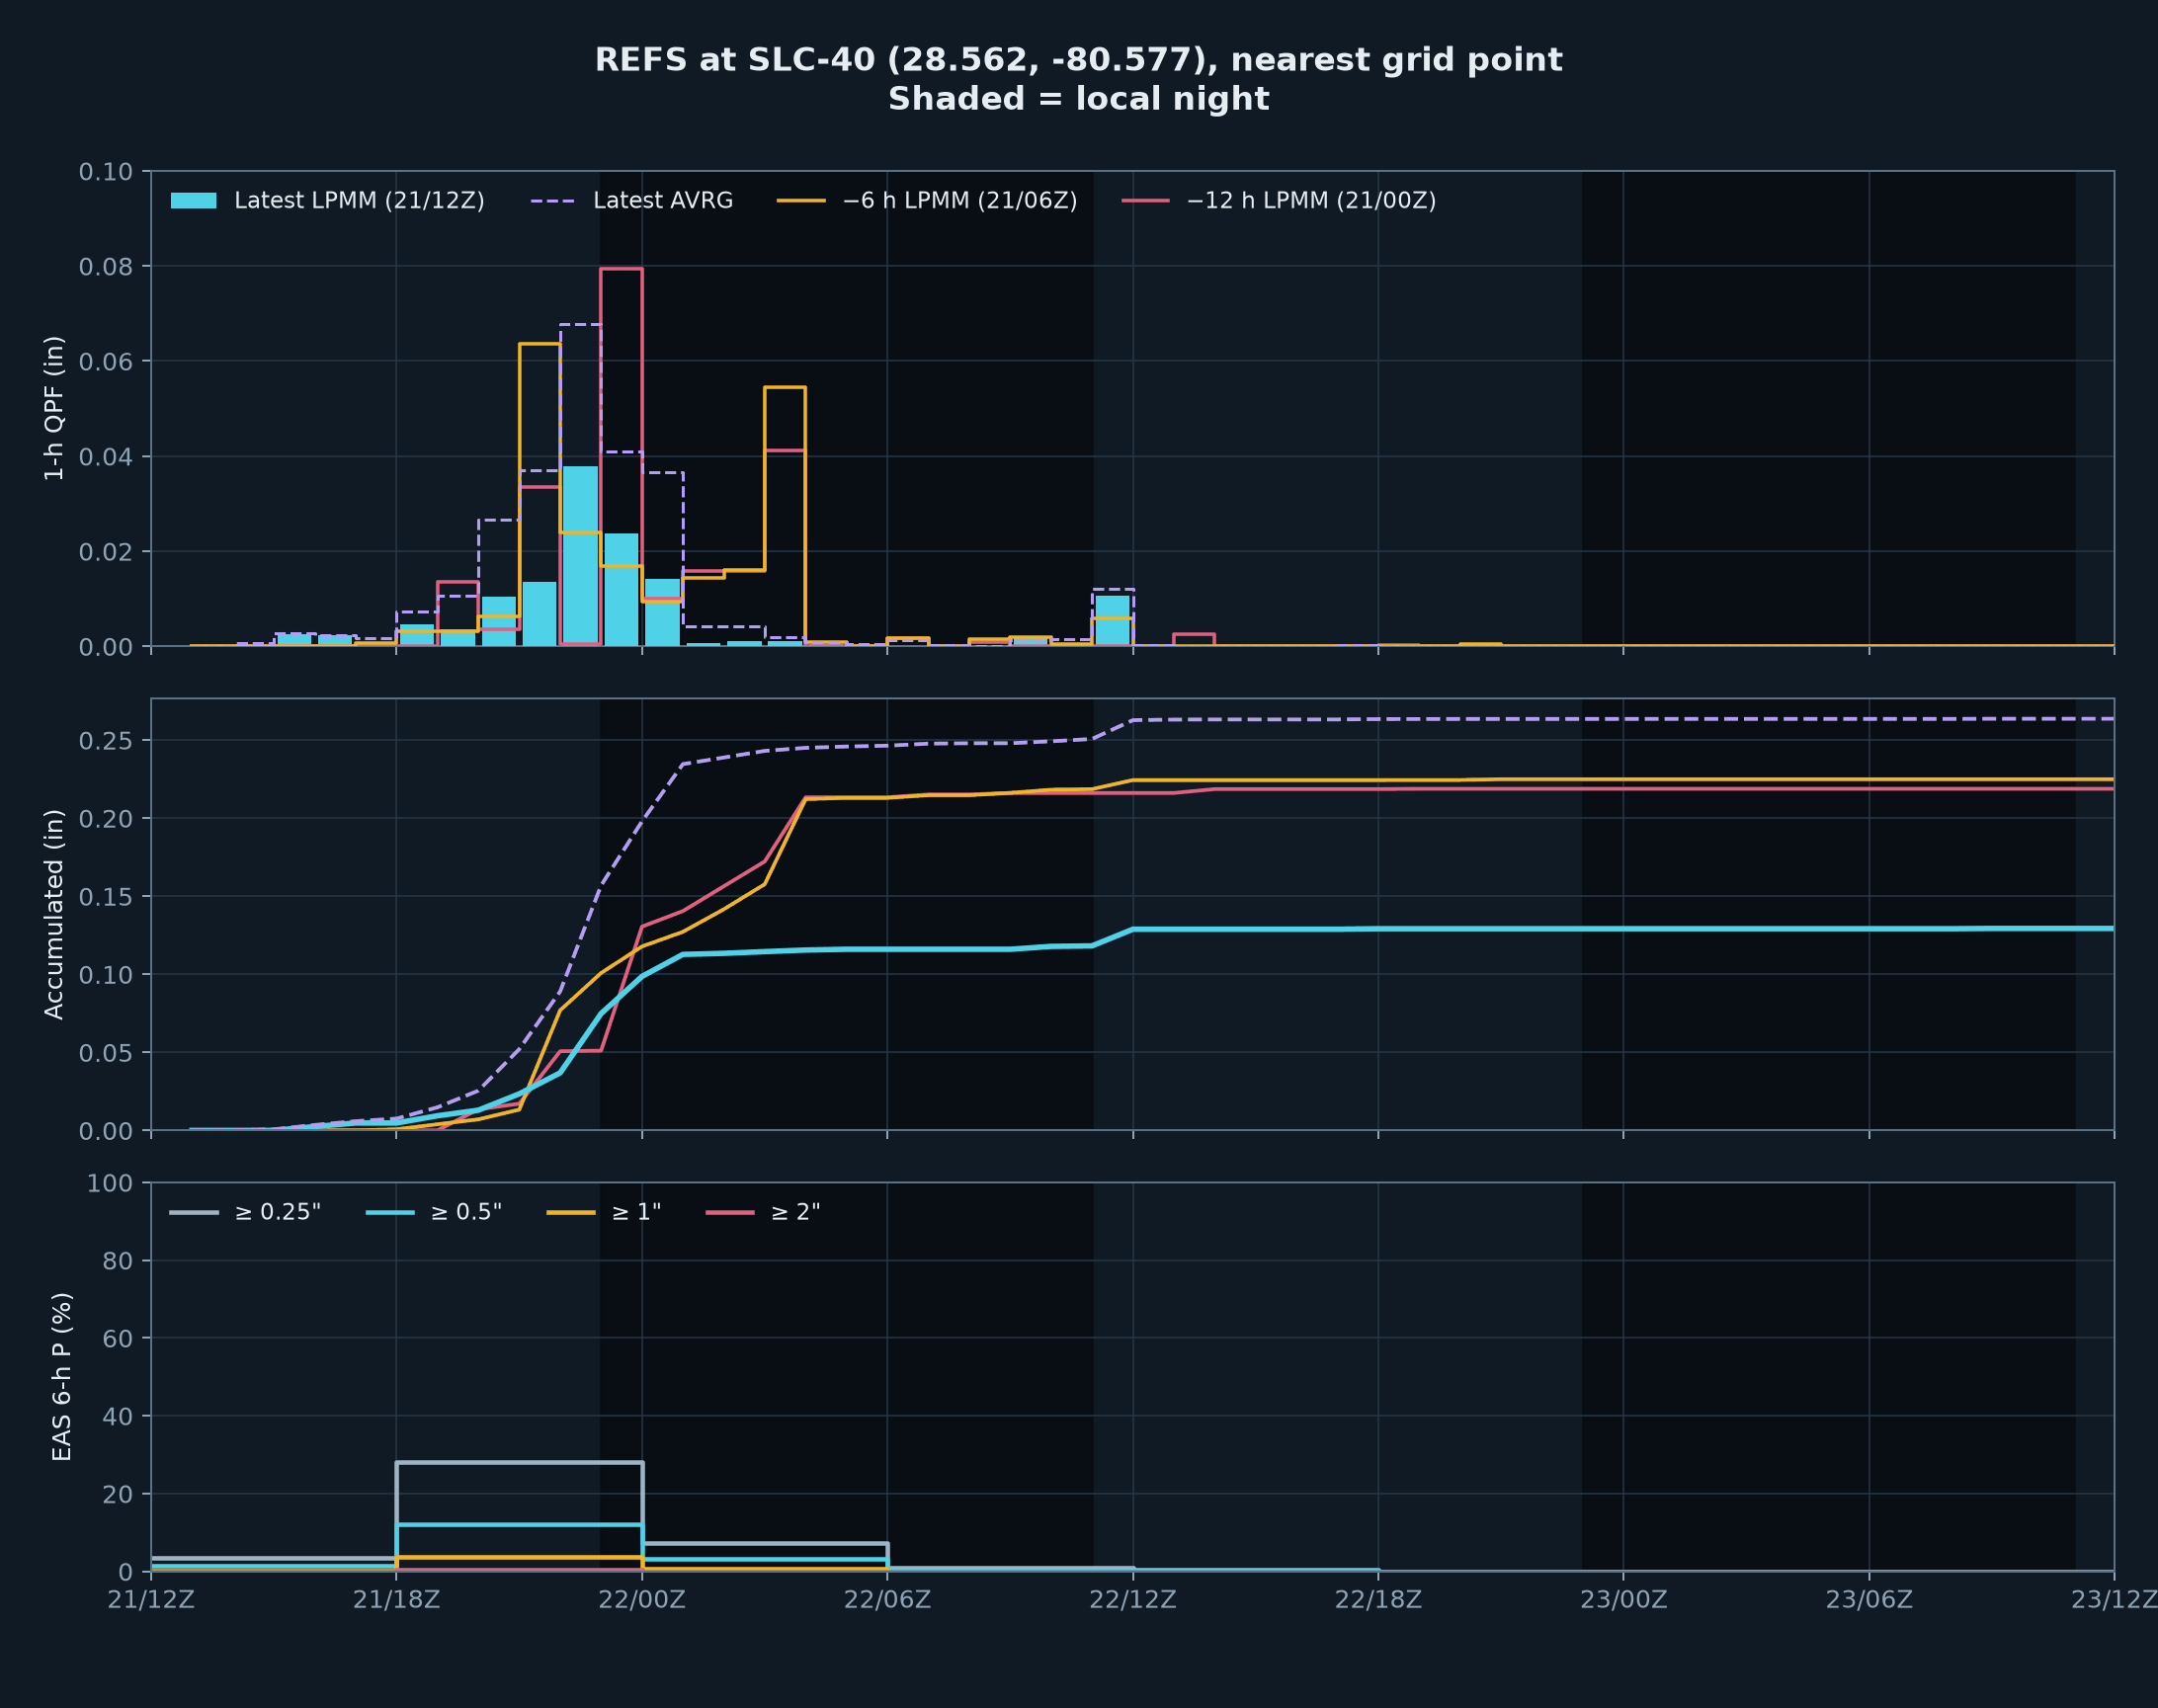 REFS at SLC-40 (28.562, -80.577), nearest grid point
Shaded = local night
1-h QPF (in)
0.10
0.08
0.06
0.04
0.02
0.00
Latest LPMM (21/12Z)
Latest AVRG
−6 h LPMM (21/06Z)
−12 h LPMM (21/00Z)
Accumulated (in)
0.25
0.20
0.15
0.10
0.05
0.00
EAS 6-h P (%)
100
80
60
40
20
0
≥ 0.25"
≥ 0.5"
≥ 1"
≥ 2"
21/12Z
21/18Z
22/00Z
22/06Z
22/12Z
22/18Z
23/00Z
23/06Z
23/12Z